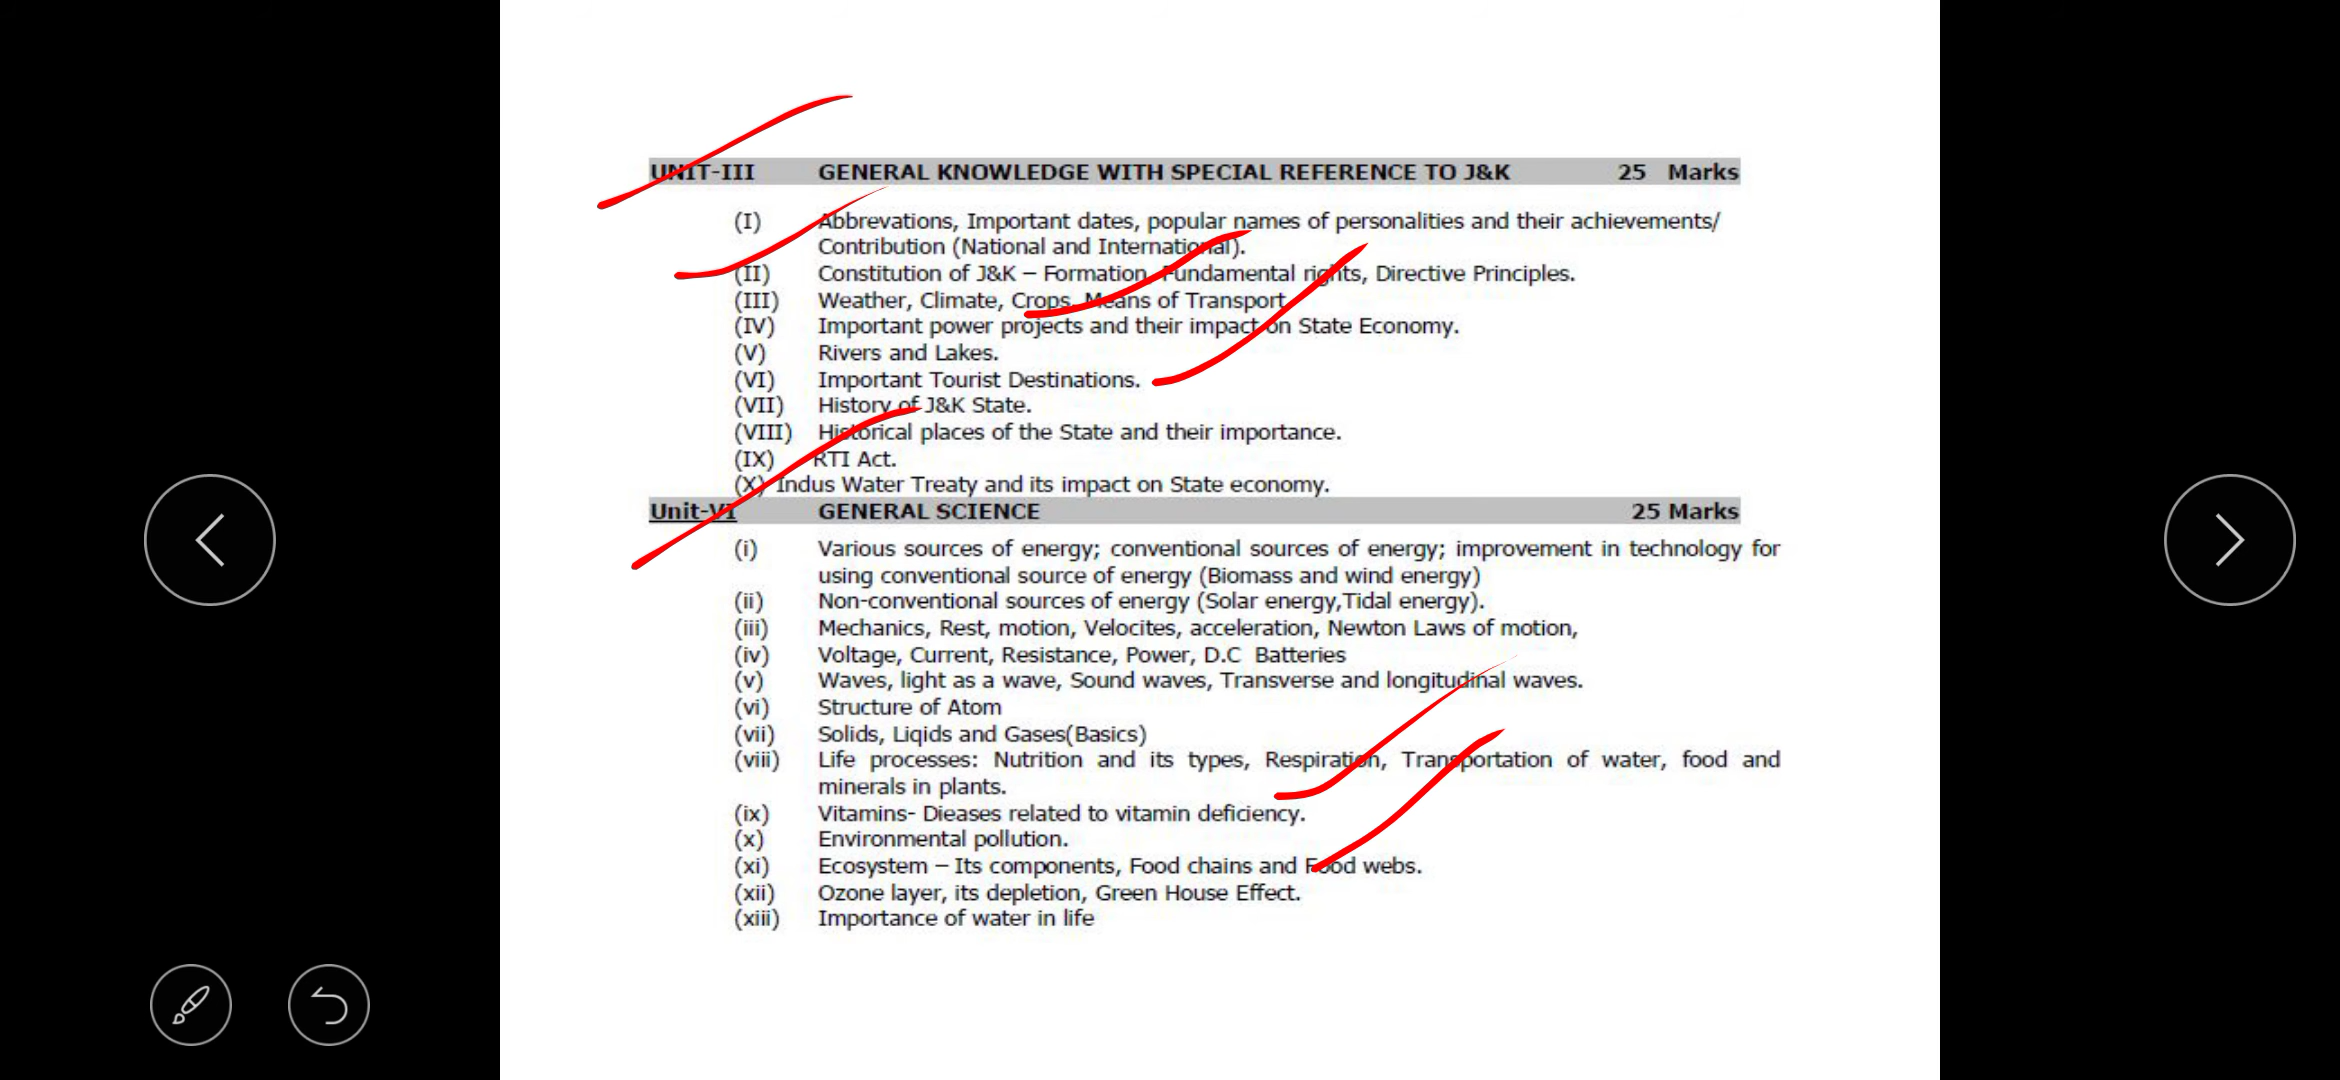 UNIT-III GENERAL KNOWLEDGE WITH SPECIAL REFERENCE TO J&K 25 Marks
(I) Abbrevations, Important dates, popular names of personalities and their achievements/
Contribution (National and International).
(II) Constitution of J&K – Formation, Fundamental rights, Directive Principles.
(III) Weather, Climate, Crops, Means of Transport
(IV) Important power projects and their impact on State Economy.
(V) Rivers and Lakes.
(VI) Important Tourist Destinations.
(VII) History of J&K State.
(VIII) Historical places of the State and their importance.
(IX) RTI Act.
(X) Indus Water Treaty and its impact on State economy.
Unit-VI GENERAL SCIENCE 25 Marks
(i) Various sources of energy; conventional sources of energy; improvement in technology for
using conventional source of energy (Biomass and wind energy)
(ii) Non-conventional sources of energy (Solar energy,Tidal energy).
(iii) Mechanics, Rest, motion, Velocites, acceleration, Newton Laws of motion,
(iv) Voltage, Current, Resistance, Power, D.C Batteries
(v) Waves, light as a wave, Sound waves, Transverse and longitudinal waves.
(vi) Structure of Atom
(vii) Solids, Liqids and Gases(Basics)
(viii) Life processes: Nutrition and its types, Respiration, Transportation of water, food and
minerals in plants.
(ix) Vitamins- Dieases related to vitamin deficiency.
(x) Environmental pollution.
(xi) Ecosystem – Its components, Food chains and Food webs.
(xii) Ozone layer, its depletion, Green House Effect.
(xiii) Importance of water in life